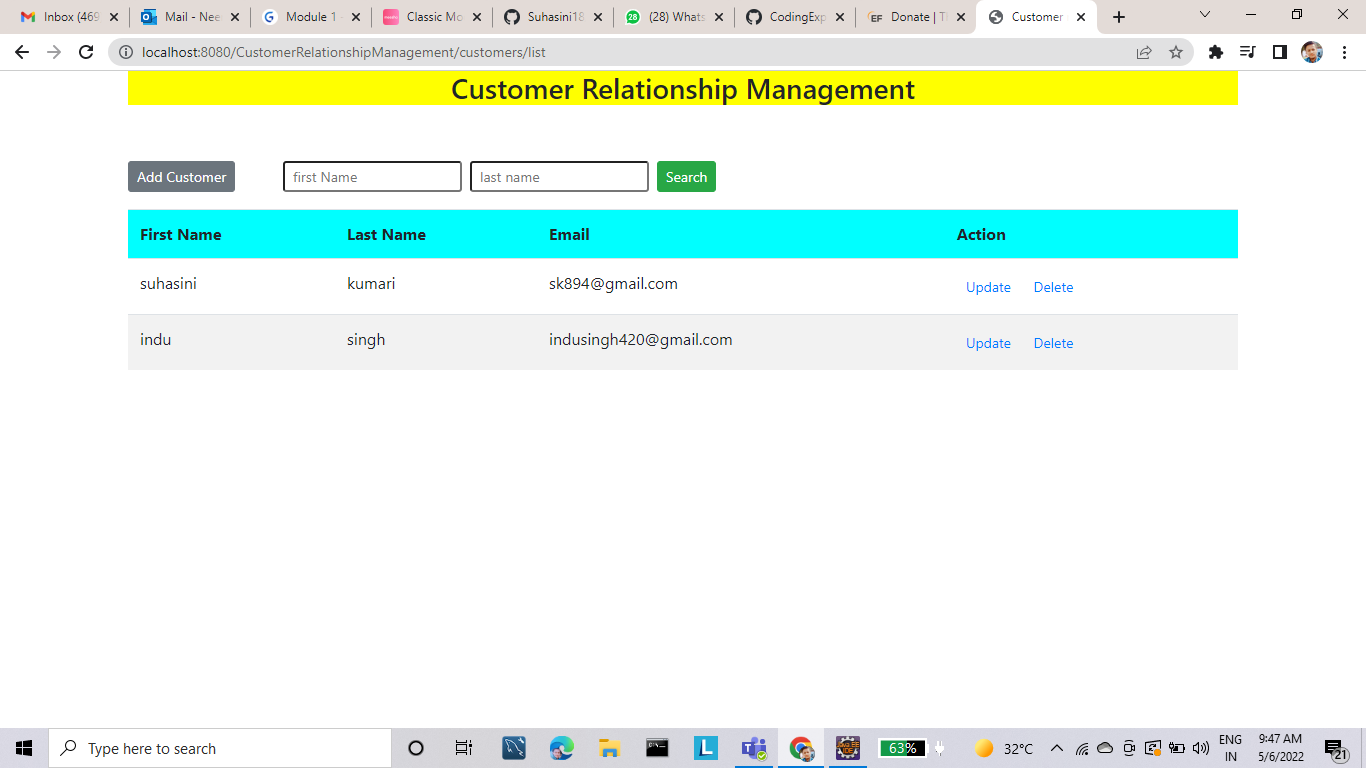 Inbox (469
Mail - Nee
Module 1
Classic Mo
Suhasini18
(28) Whats
CodingExp
Donate | T
Customer
localhost:8080/CustomerRelationshipManagement/customers/list
Customer Relationship Management
Add Customer first Name last name Search
First Name Last Name Email Action
suhasini kumari sk894@gmail.com Update Delete
indu singh indusingh420@gmail.com Update Delete
Type here to search
63%
32°C
ENG
IN
9:47 AM
5/6/2022
21